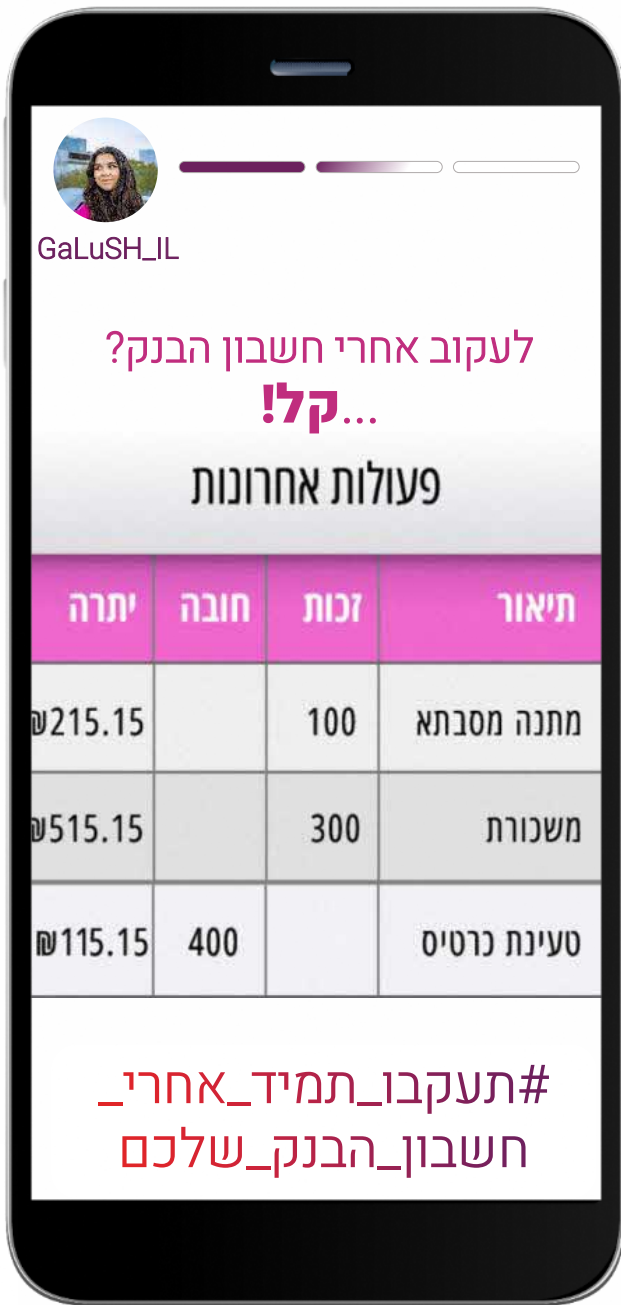 GaLuSH_IL
לעקוב אחרי חשבון הבנק?
...קל!
פעולות אחרונות
תיאור זכות חובה יתרה
מתנה מסבתא 100 ₪215.15
משכורת 300 ₪515.15
טעינת כרטיס 400 ₪115.15
#תעקבו_תמיד_אחרי_
חשבון_הבנק_שלכם